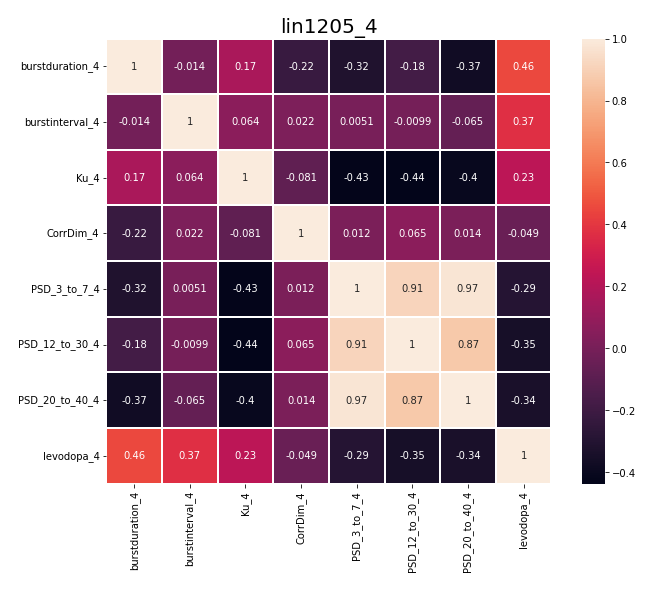 lin1205_4
burstduration_4 1 -0.014 0.17 -0.22 -0.32 -0.18 -0.37 0.46
burstinterval_4 -0.014 1 0.064 0.022 0.0051 -0.0099 -0.065 0.37
Ku_4 0.17 0.064 1 -0.081 -0.43 -0.44 -0.4 0.23
CorrDim_4 -0.22 0.022 -0.081 1 0.012 0.065 0.014 -0.049
PSD_3_to_7_4 -0.32 0.0051 -0.43 0.012 1 0.91 0.97 -0.29
PSD_12_to_30_4 -0.18 -0.0099 -0.44 0.065 0.91 1 0.87 -0.35
PSD_20_to_40_4 -0.37 -0.065 -0.4 0.014 0.97 0.87 1 -0.34
levodopa_4 0.46 0.37 0.23 -0.049 -0.29 -0.35 -0.34 1
burstduration_4 burstinterval_4 Ku_4 CorrDim_4 PSD_3_to_7_4 PSD_12_to_30_4 PSD_20_to_40_4 levodopa_4
1.0
0.8
0.6
0.4
0.2
0.0
−0.2
−0.4